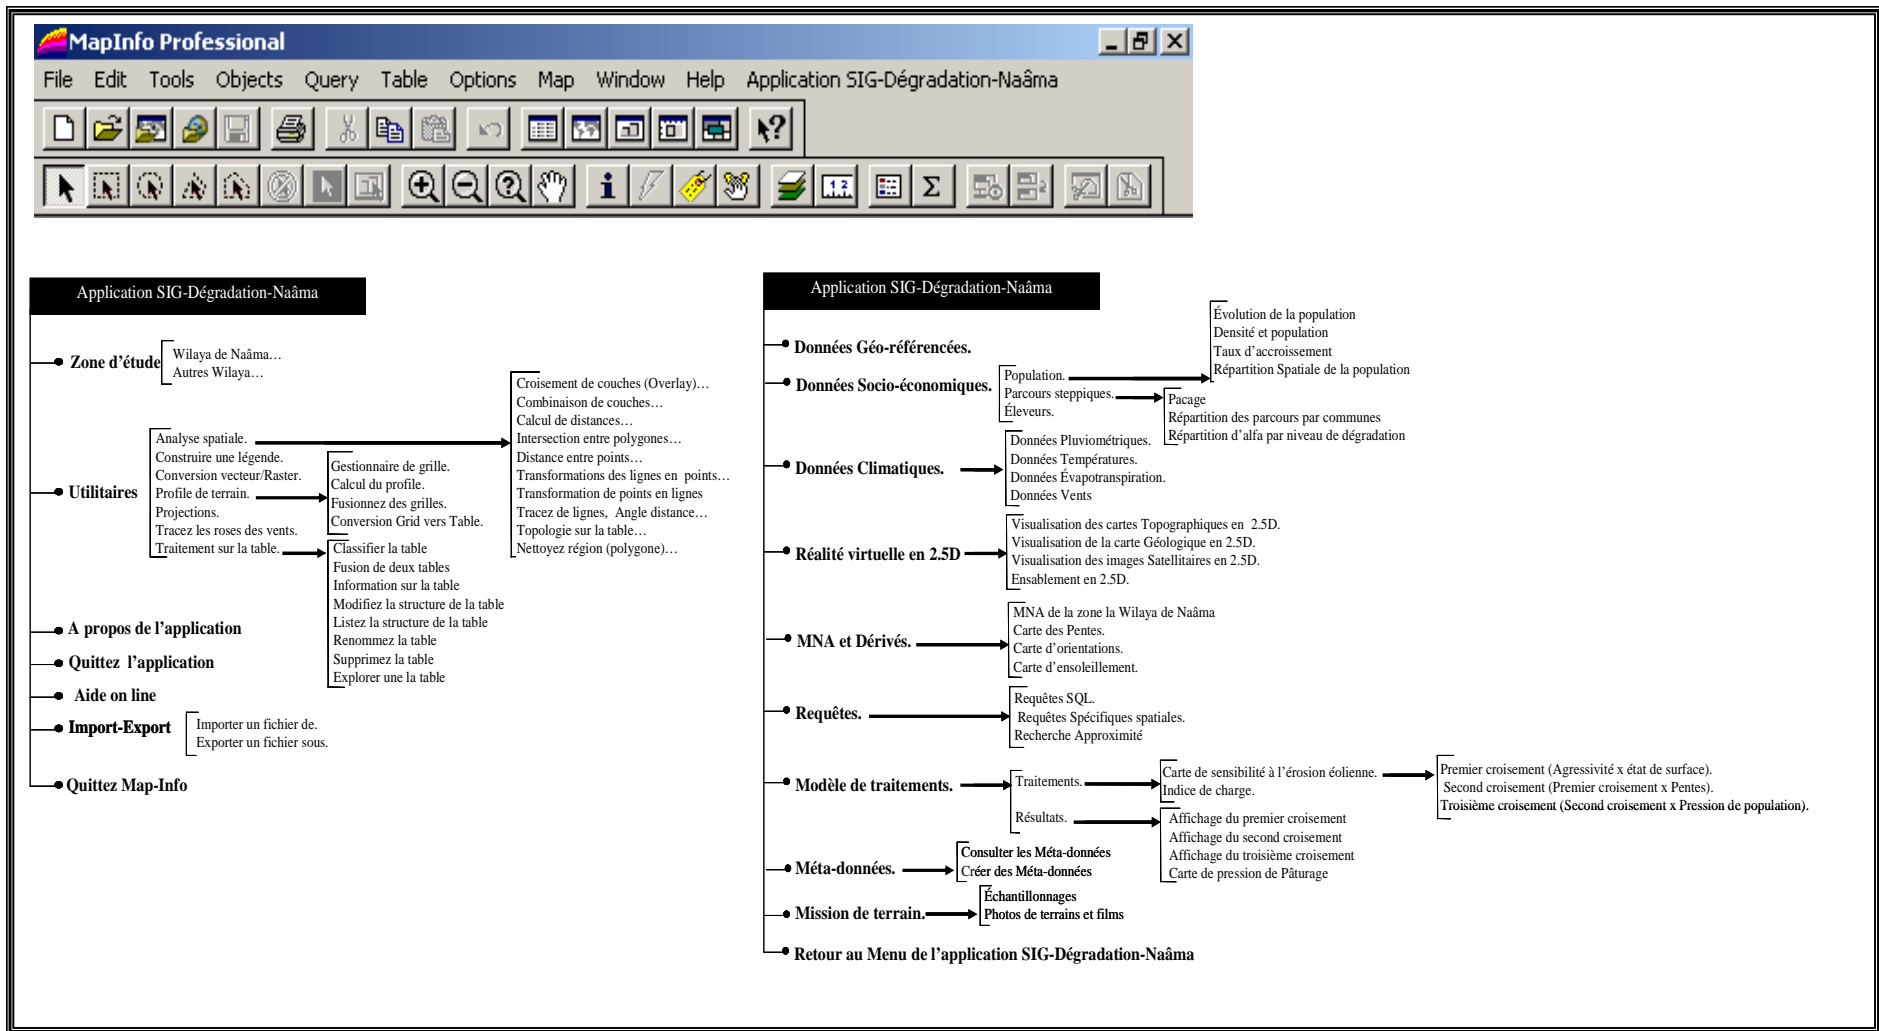 MapInfo Professional
File Edit Tools Objects Query Table Options Map Window Help Application SIG-Dégradation-Naâma
Application SIG-Dégradation-Naâma
Zone d'étude
Wilaya de Naâma…
Autres Wilaya…
Utilitaires
Analyse spatiale.
Construire une légende.
Conversion vecteur/Raster.
Profile de terrain.
Projections.
Tracez les roses des vents.
Traitement sur la table.
Croisement de couches (Overlay)…
Combinaison de couches…
Calcul de distances…
Intersection entre polygones…
Distance entre points…
Transformations des lignes en points…
Transformation de points en lignes
Tracez de lignes, Angle distance…
Topologie sur la table…
Nettoyez région (polygone)…
Gestionnaire de grille.
Calcul du profile.
Fusionnez des grilles.
Conversion Grid vers Table.
Classifier la table
Fusion de deux tables
Information sur la table
Modifiez la structure de la table
Listez la structure de la table
Renommez la table
Supprimez la table
Explorer une la table
A propos de l'application
Quittez l'application
Aide on line
Import-Export
Importer un fichier de.
Exporter un fichier sous.
Quittez Map-Info
Application SIG-Dégradation-Naâma
Données Géo-référencées.
Données Socio-économiques.
Population.
Parcours steppiques.
Éleveurs.
Évolution de la population
Densité et population
Taux d'accroissement
Répartition Spatiale de la population
Pacage
Répartition des parcours par communes
Répartition d'alfa par niveau de dégradation
Données Climatiques.
Données Pluviométriques.
Données Températures.
Données Évapotranspiration.
Données Vents
Réalité virtuelle en 2.5D
Visualisation des cartes Topographiques en 2.5D.
Visualisation de la carte Géologique en 2.5D.
Visualisation des images Satellitaires en 2.5D.
Ensablement en 2.5D.
MNA et Dérivés.
MNA de la zone la Wilaya de Naâma
Carte des Pentes.
Carte d'orientations.
Carte d'ensoleillement.
Requêtes.
Requêtes SQL.
Requêtes Spécifiques spatiales.
Recherche Approximité
Modèle de traitements.
Traitements.
Résultats.
Carte de sensibilité à l'érosion éolienne.
Indice de charge.
Premier croisement (Agressivité x état de surface).
Second croisement (Premier croisement x Pentes).
Troisième croisement (Second croisement x Pression de population).
Affichage du premier croisement
Affichage du second croisement
Affichage du troisième croisement
Carte de pression de Pâturage
Méta-données.
Consulter les Méta-données
Créer des Méta-données
Mission de terrain.
Échantillonnages
Photos de terrains et films
Retour au Menu de l'application SIG-Dégradation-Naâma